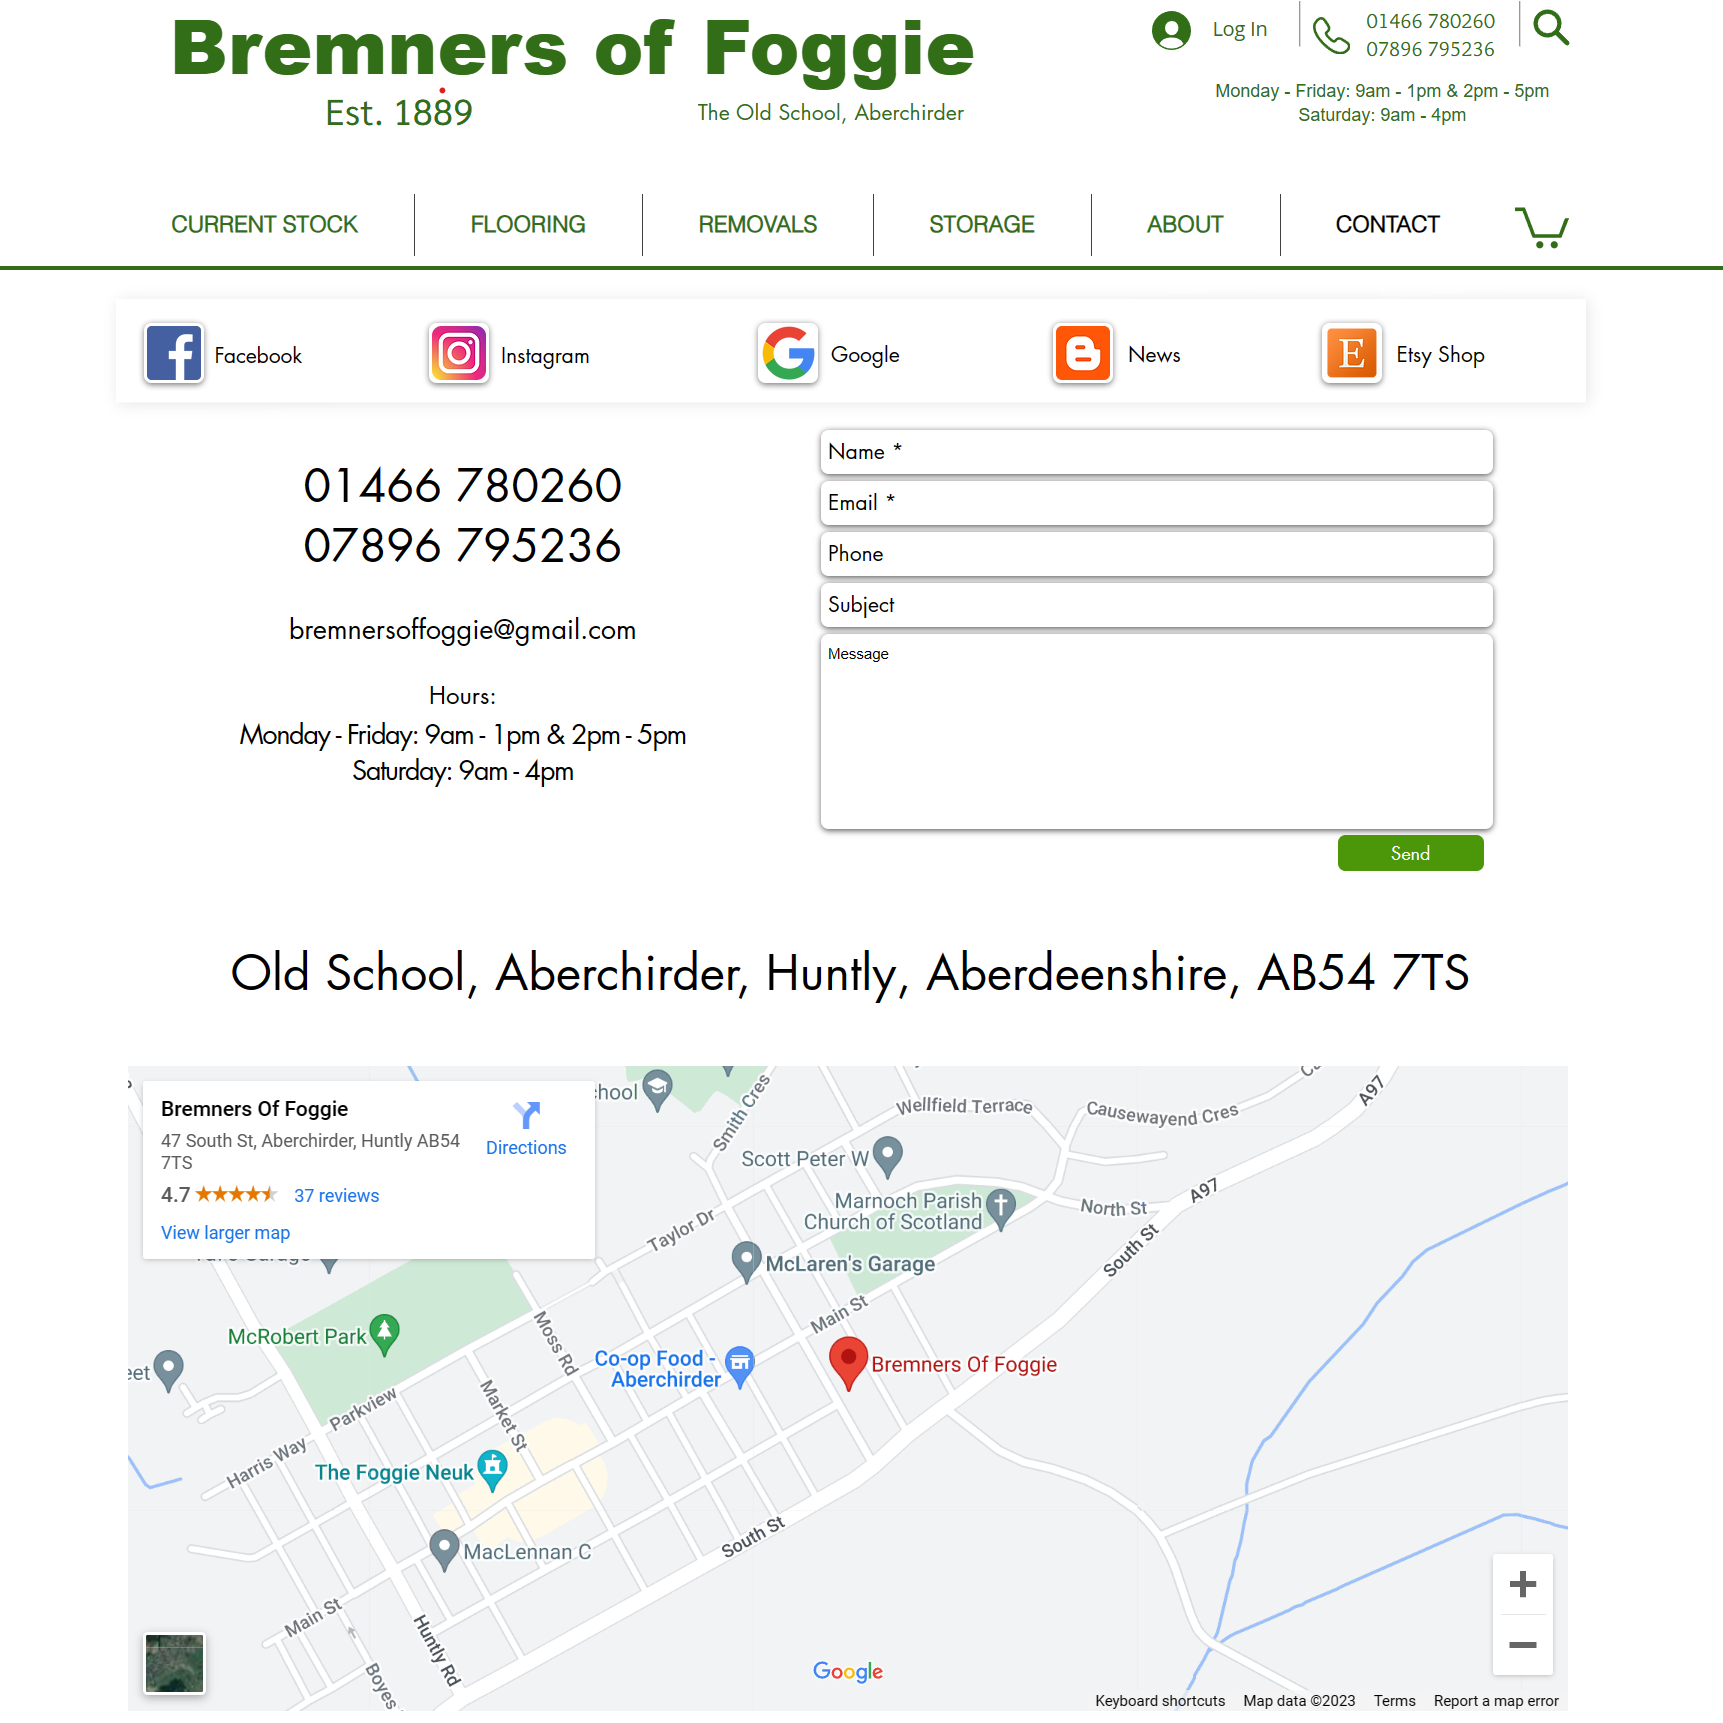 Bremners of Foggie
Est. 1889
The Old School, Aberchirder
Log In
01466 780260
07896 795236
Monday - Friday: 9am - 1pm & 2pm - 5pm
Saturday: 9am - 4pm
CURRENT STOCK
FLOORING
REMOVALS
STORAGE
ABOUT
CONTACT
Facebook
Instagram
Google
News
E
Etsy Shop
01466 780260
07896 795236
bremnersoffoggie@gmail.com
Hours:
Monday - Friday: 9am - 1pm & 2pm - 5pm
Saturday: 9am - 4pm
Name *
Email *
Phone
Subject
Message
Send
Old School, Aberchirder, Huntly, Aberdeenshire, AB54 7TS
Bremners Of Foggie
47 South St, Aberchirder, Huntly AB54
7TS
4.7
37 reviews
View larger map
Directions
hool
Smith Cres
Wellfield Terrace
Causewayend Cres
A97
Scott Peter W
Marnoch Parish
Church of Scotland
North St
A97
South St
Taylor Dr
McLaren's Garage
Main St
McRobert Park
Moss Rd
Co-op Food -
Aberchirder
Bremners Of Foggie
eet
Parkview
Market St
Harris Way
The Foggie Neuk
South St
MacLennan C
Main St
Huntly Rd
Boyes
Google
Keyboard shortcuts
Map data ©2023
Terms
Report a map error